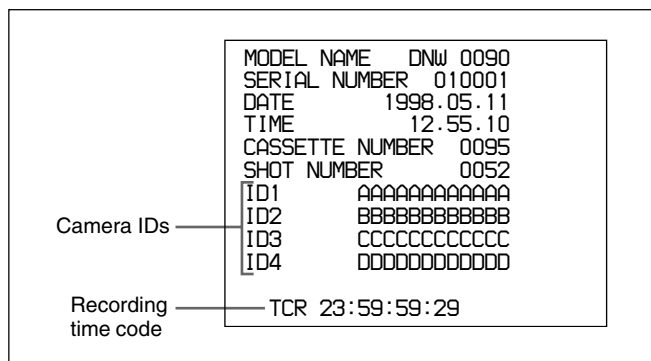 MODEL NAME DNW 0090
SERIAL NUMBER 010001
DATE 1998.05.11
TIME 12.55.10
CASSETTE NUMBER 0095
SHOT NUMBER 0052
ID1 AAAAAAAAAAAA
ID2 BBBBBBBBBBBB
ID3 CCCCCCCCCCCC
ID4 DDDDDDDDDDDD
Camera IDs
TCR 23:59:59:29
Recording
time code